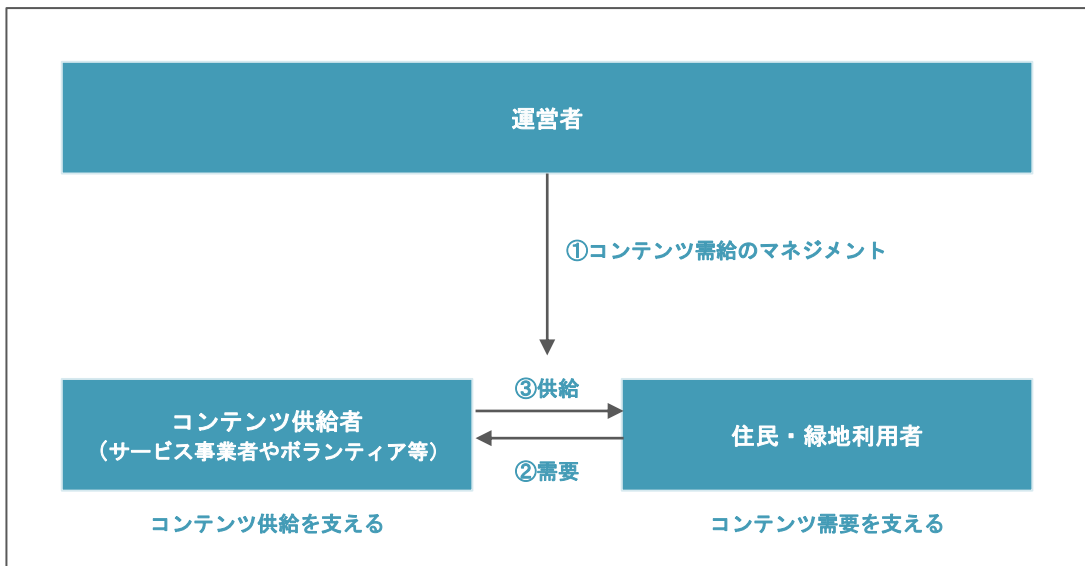 運営者
①コンテンツ需給のマネジメント
③供給
コンテンツ供給者
（サービス事業者やボランティア等）
住民・緑地利用者
②需要
コンテンツ供給を支える
コンテンツ需要を支える